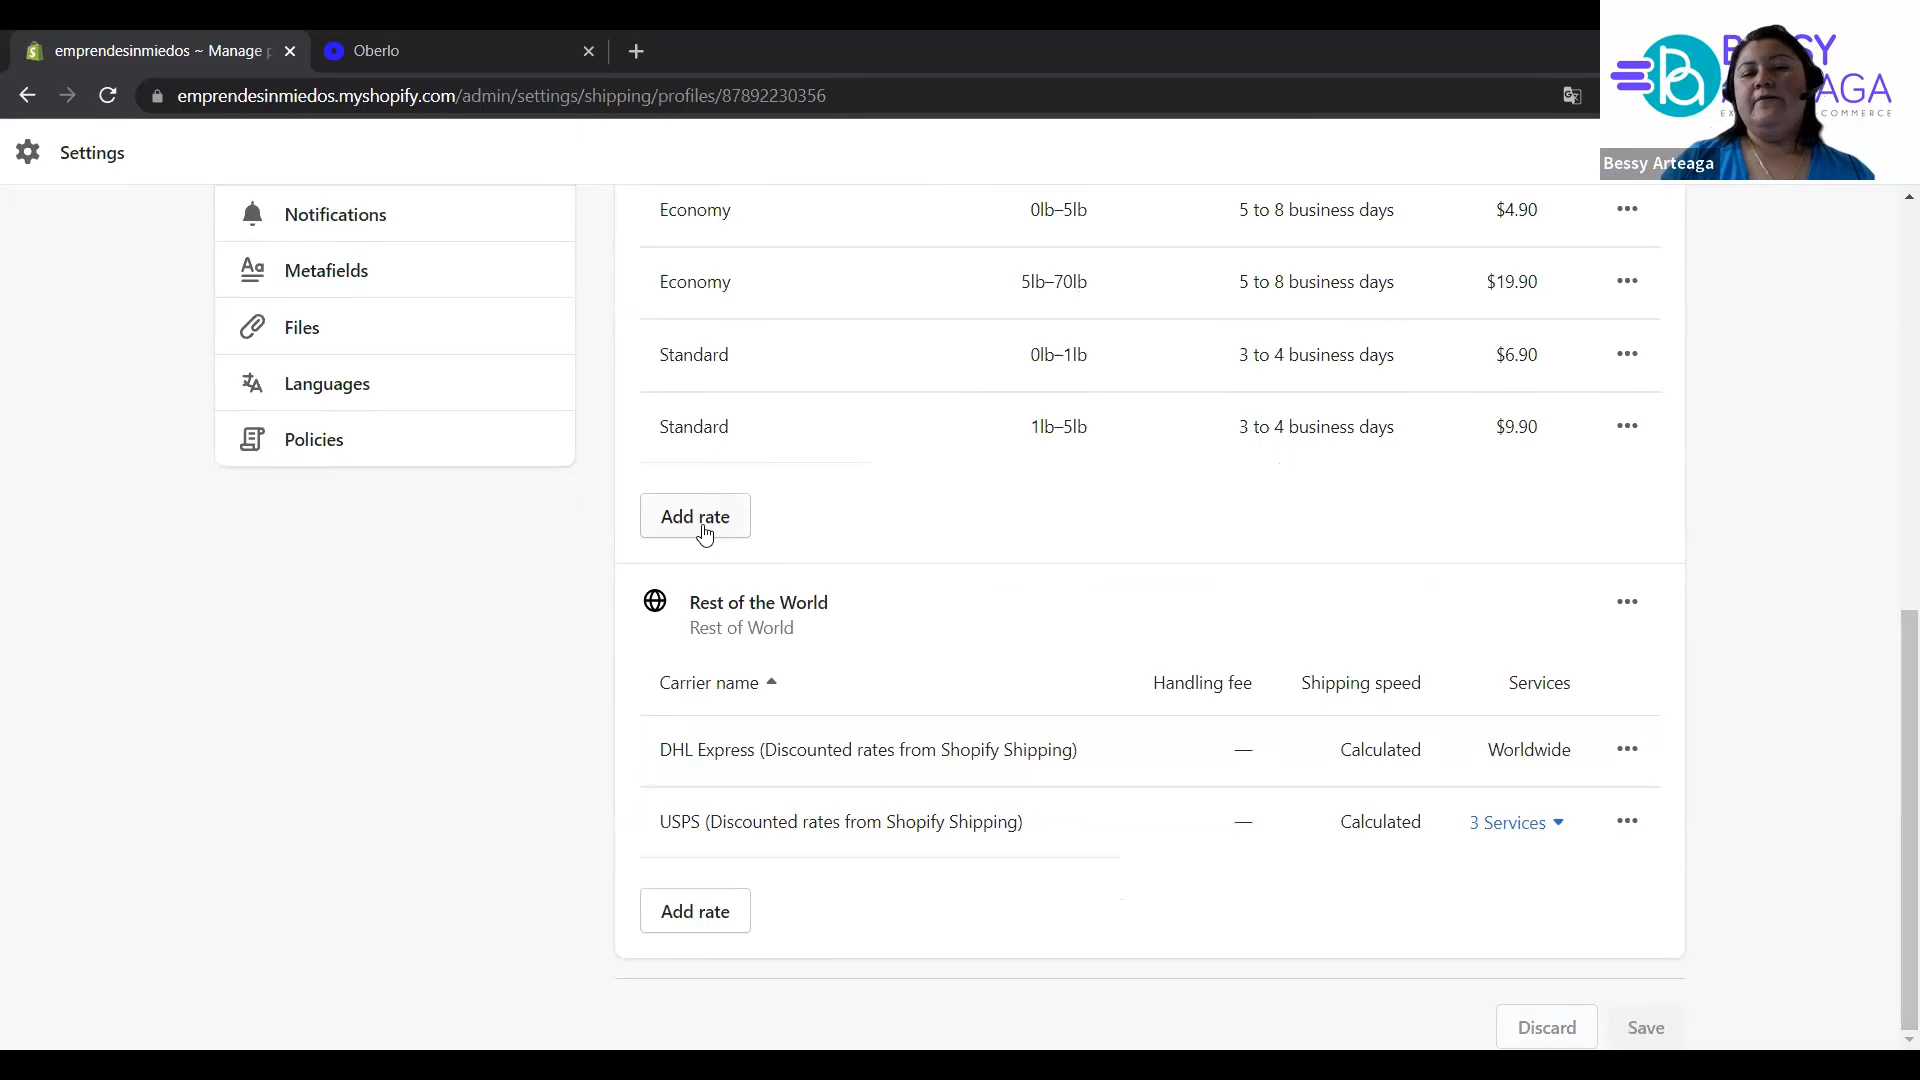 emprendesinmiedos ~ Manage
Oberlo
emprendesinmiedos.myshopify.com/admin/settings/shipping/profiles/87892230356
Settings
AGA
COMMERCE
Bessy Arteaga
Notifications
Metafields
Files
Languages
Policies
Economy 0lb–5lb 5 to 8 business days $4.90
Economy 5lb–70lb 5 to 8 business days $19.90
Standard 0lb–1lb 3 to 4 business days $6.90
Standard 1lb–5lb 3 to 4 business days $9.90
Add rate
Rest of the World
Rest of World
Carrier name Handling fee Shipping speed Services
DHL Express (Discounted rates from Shopify Shipping) — Calculated Worldwide
USPS (Discounted rates from Shopify Shipping) — Calculated 3 Services
Add rate
Discard Save